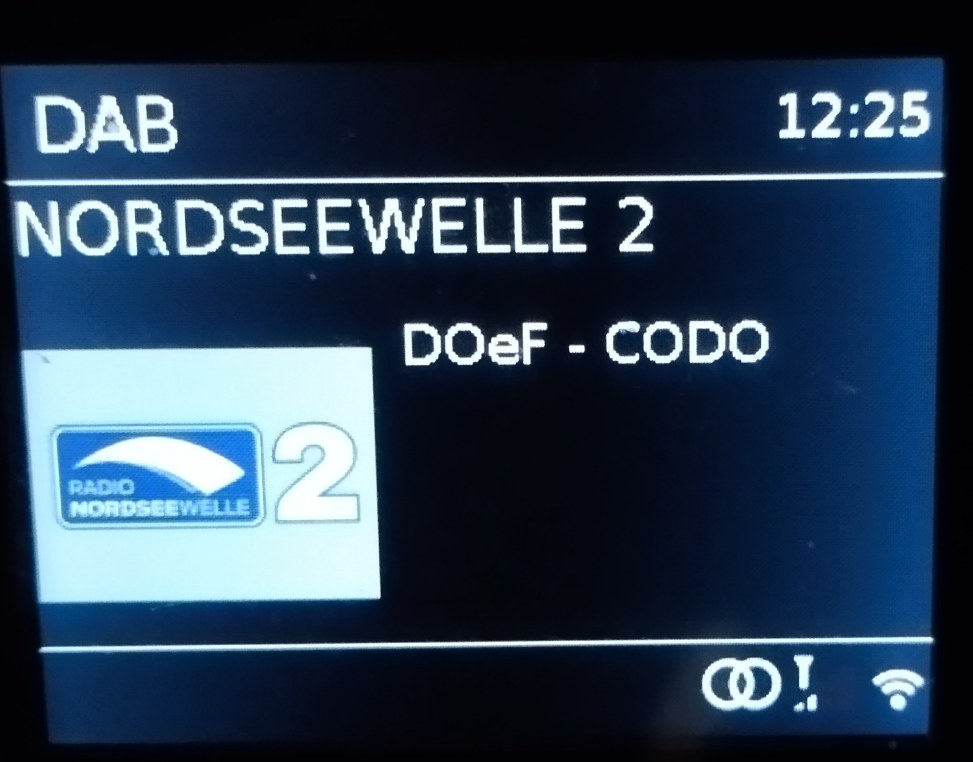 DAB
12:25
NORDSEEWELLE 2
DOeF - CODO
RADIO
NORDSEEWELLE
2